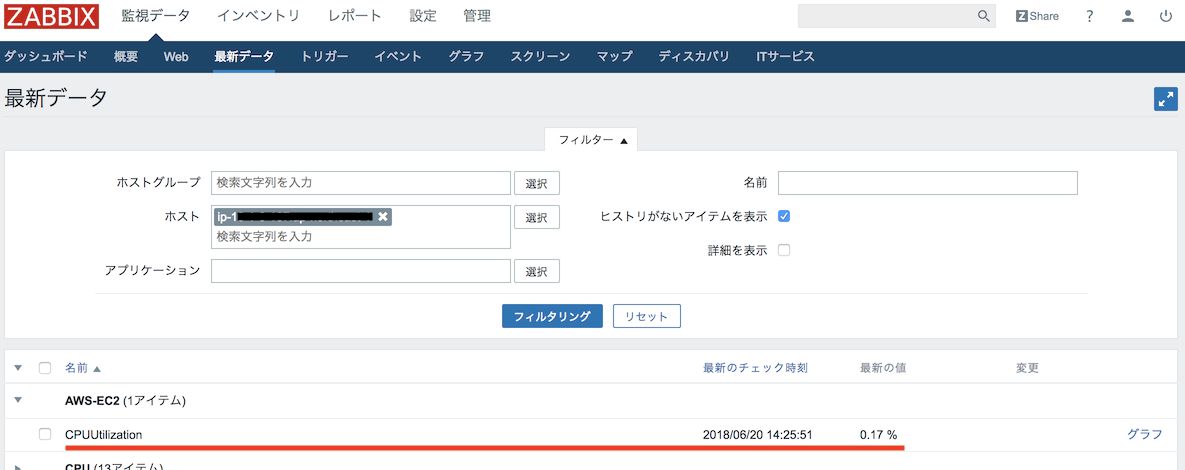 ZABBIX 監視データ インベントリ レポート 設定 管理 Z Share ?
ダッシュボード 概要 Web 最新データ トリガー イベント グラフ スクリーン マップ ディスカバリ ITサービス
最新データ
フィルター ▲
ホストグループ 検索文字列を入力 選択 名前
ホスト ip-1 選択 ヒストリがないアイテムを表示
検索文字列を入力
詳細を表示
アプリケーション 選択
フィルタリング リセット
名前 ▲ 最新のチェック時刻 最新の値 変更
AWS-EC2 (1アイテム)
CPUUtilization 2018/06/20 14:25:51 0.17 % グラフ
CPU (13アイテム)